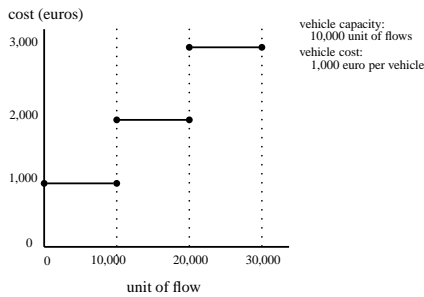 cost (euros)
vehicle capacity:
10,000 unit of flows
vehicle cost:
1,000 euro per vehicle
3,000
2,000
1,000
0
0
10,000
20,000
30,000
unit of flow